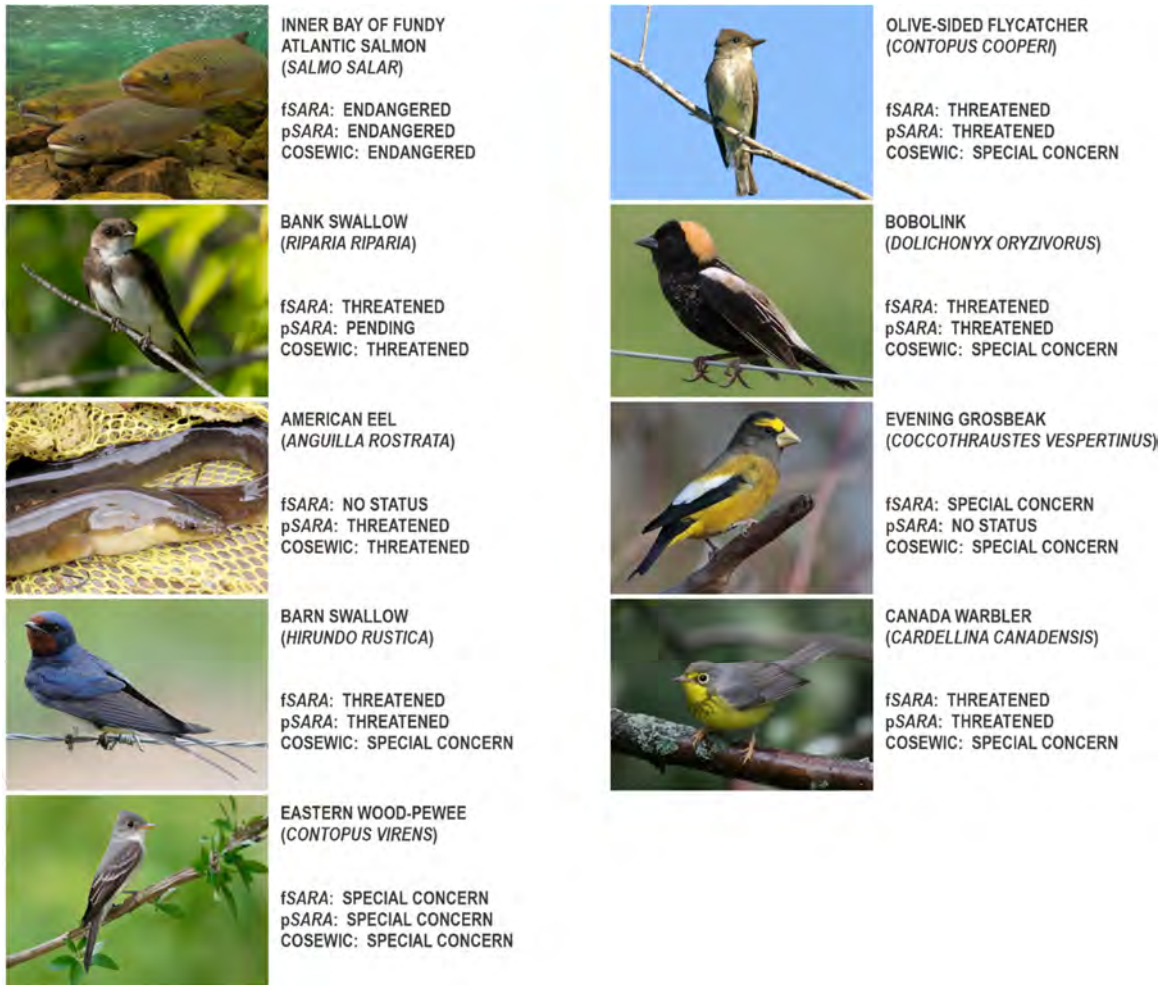 INNER BAY OF FUNDY
ATLANTIC SALMON
(SALMO SALAR)
fSARA: ENDANGERED
pSARA: ENDANGERED
COSEWIC: ENDANGERED
BANK SWALLOW
(RIPARIA RIPARIA)
fSARA: THREATENED
pSARA: PENDING
COSEWIC: THREATENED
AMERICAN EEL
(ANGUILLA ROSTRATA)
fSARA: NO STATUS
pSARA: THREATENED
COSEWIC: THREATENED
BARN SWALLOW
(HIRUNDO RUSTICA)
fSARA: THREATENED
pSARA: THREATENED
COSEWIC: SPECIAL CONCERN
EASTERN WOOD-PEWEE
(CONTOPUS VIRENS)
fSARA: SPECIAL CONCERN
pSARA: SPECIAL CONCERN
COSEWIC: SPECIAL CONCERN
OLIVE-SIDED FLYCATCHER
(CONTOPUS COOPERI)
fSARA: THREATENED
pSARA: THREATENED
COSEWIC: SPECIAL CONCERN
BOBOLINK
(DOLICHONYX ORYZIVORUS)
fSARA: THREATENED
pSARA: THREATENED
COSEWIC: SPECIAL CONCERN
EVENING GROSBEAK
(COCCOTHRAUSTES VESPERTINUS)
fSARA: SPECIAL CONCERN
pSARA: NO STATUS
COSEWIC: SPECIAL CONCERN
CANADA WARBLER
(CARDELLINA CANADENSIS)
fSARA: THREATENED
pSARA: THREATENED
COSEWIC: SPECIAL CONCERN